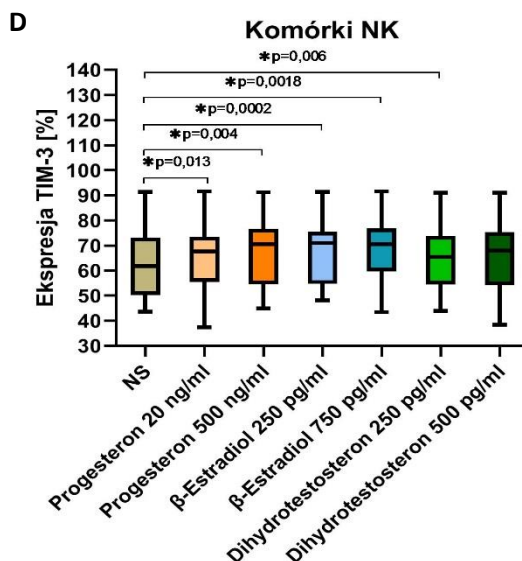 D
Komórki NK
*p=0,006
*p=0,0018
*p=0,0002
*p=0,004
*p=0,013
Ekspresja TIM-3 [%]
140
130
120
110
100
90
80
70
60
50
40
30
NS
Progesteron 20 ng/ml
Progesteron 500 ng/ml
β-Estradiol 250 pg/ml
β-Estradiol 750 pg/ml
Dihydrotestosteron 250 pg/ml
Dihydrotestosteron 500 pg/ml